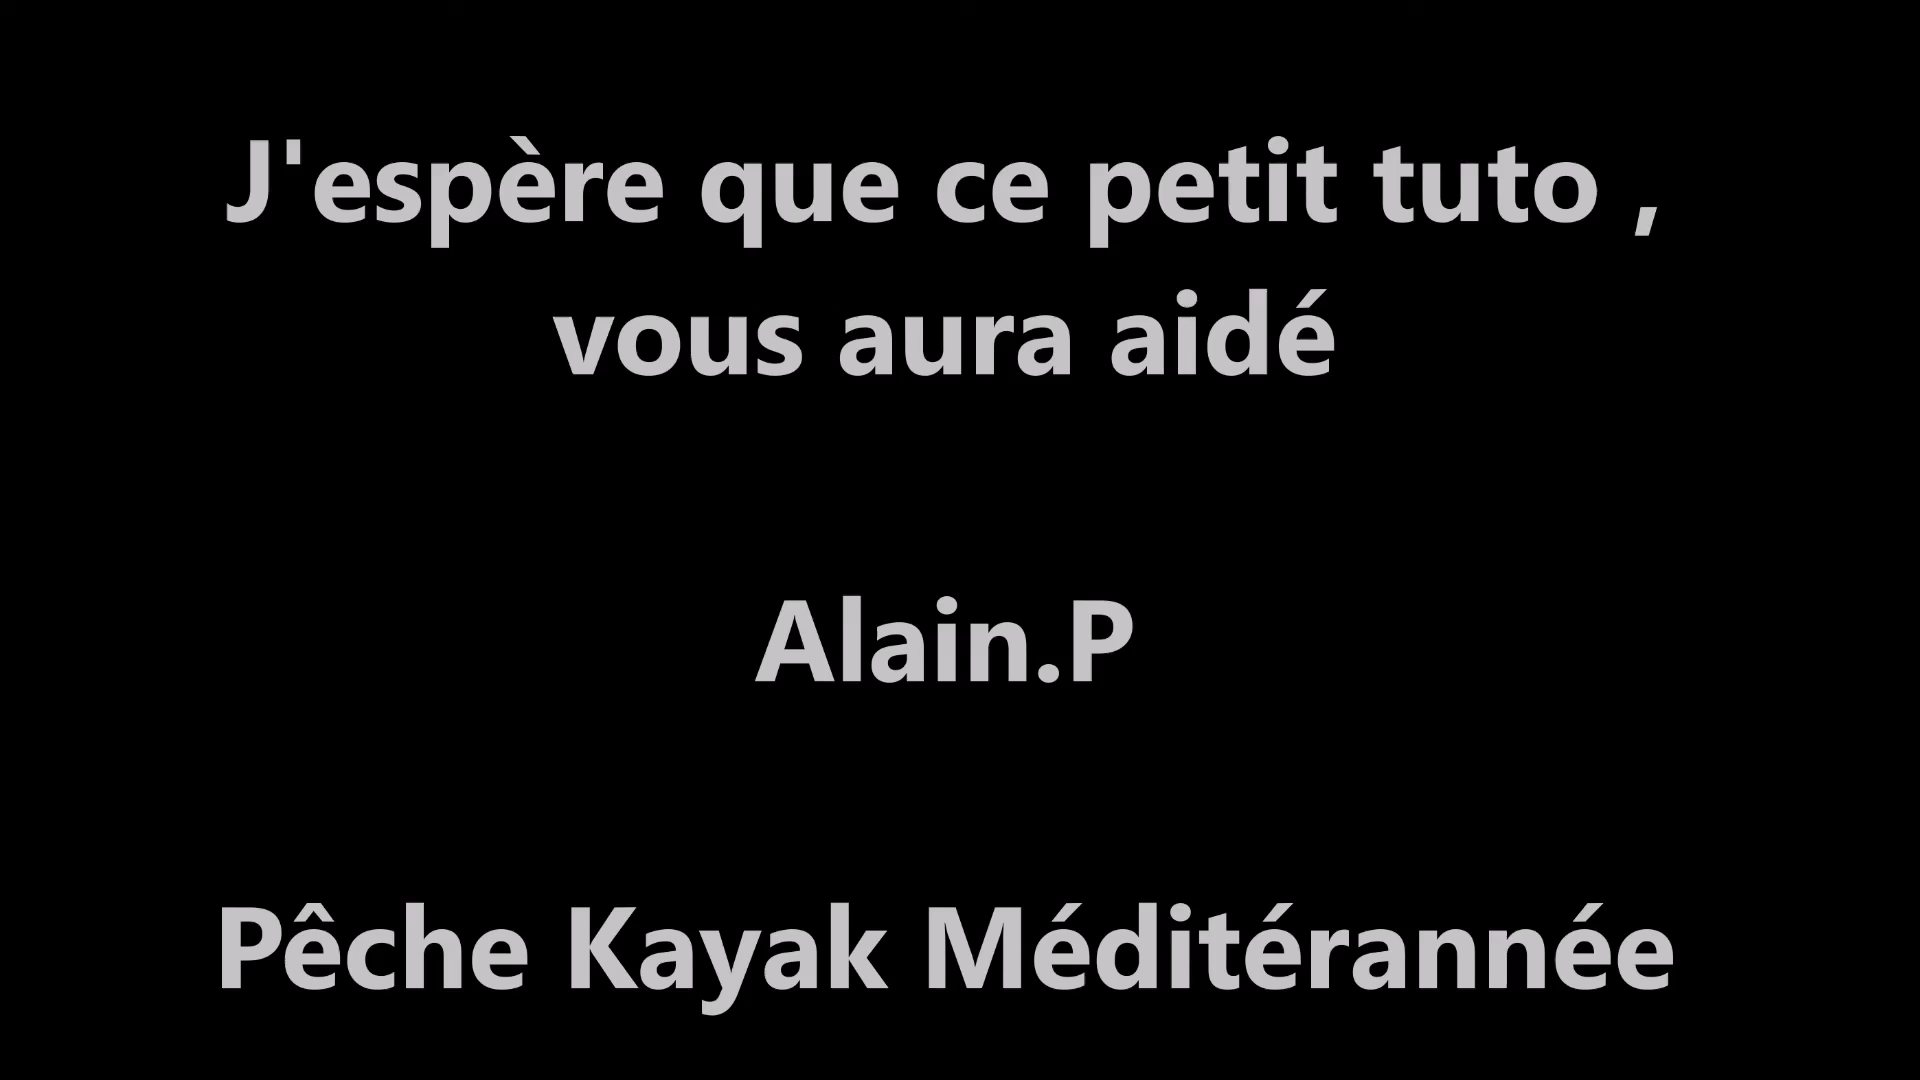 J'espère que ce petit tuto ,
vous aura aidé
Alain.P
Pêche Kayak Méditérannée